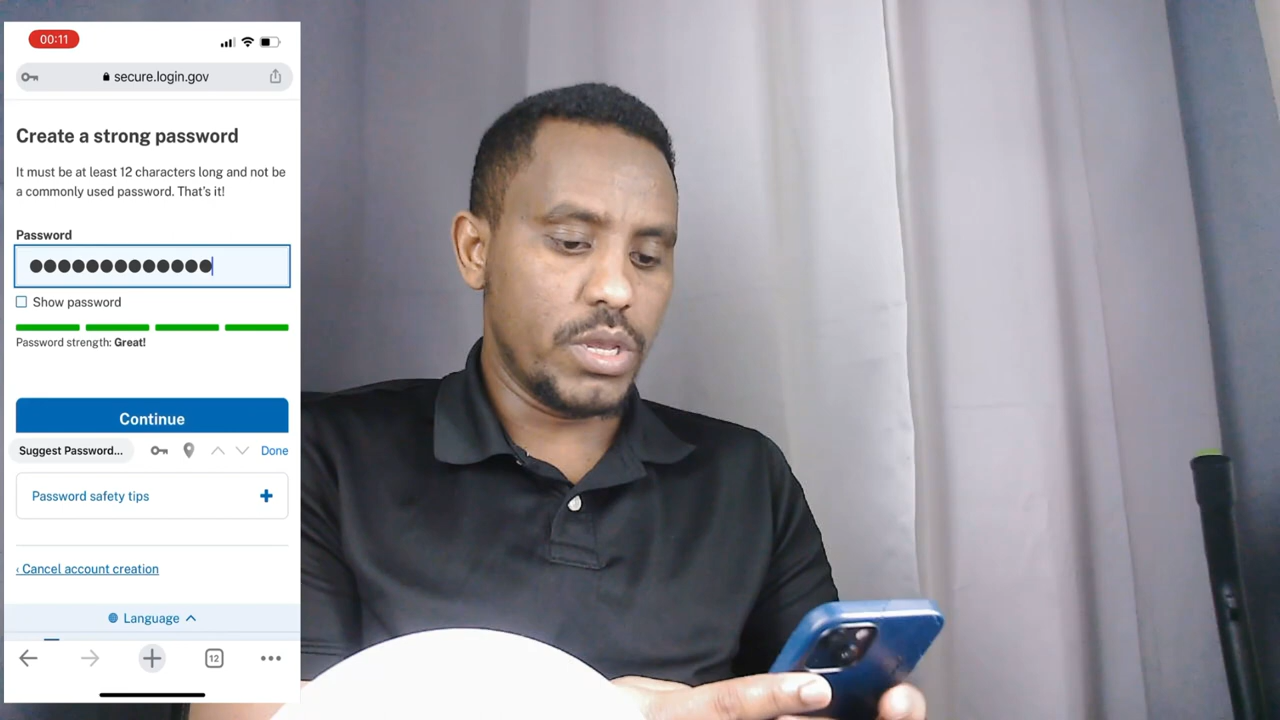 00:11
secure.login.gov
Create a strong password
It must be at least 12 characters long and not be
a commonly used password. That's it!
Password
●●●●●●●●●●●●●
Show password
Password strength: Great!
Continue
Suggest Password...
Done
Password safety tips
‹ Cancel account creation
Language
12